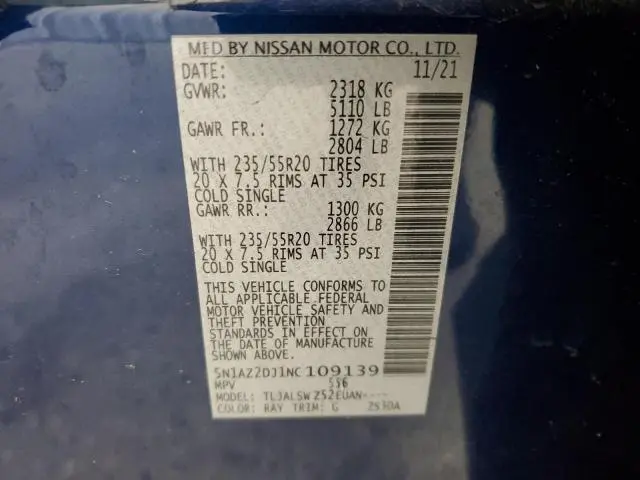 MFD BY NISSAN MOTOR CO., LTD.
DATE: 11/21
GVWR: 2318 KG
5110 LB
GAWR FR.: 1272 KG
2804 LB
WITH 235/55R20 TIRES
20 X 7.5 RIMS AT 35 PSI
COLD SINGLE
GAWR RR.: 1300 KG
2866 LB
WITH 235/55R20 TIRES
20 X 7.5 RIMS AT 35 PSI
COLD SINGLE
THIS VEHICLE CONFORMS TO
ALL APPLICABLE FEDERAL
MOTOR VEHICLE SAFETY AND
THEFT PREVENTION
STANDARDS IN EFFECT ON
THE DATE OF MANUFACTURE
SHOWN ABOVE.
5N1AZ2DJ1NC109139
MPV 556
MODEL: TLJALSWZ52EUAN----
COLOR: RAY TRIM: G